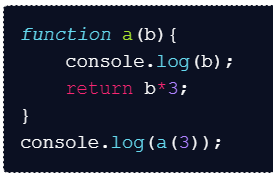 function a(b){
    console.log(b);
    return b*3;
}
console.log(a(3));